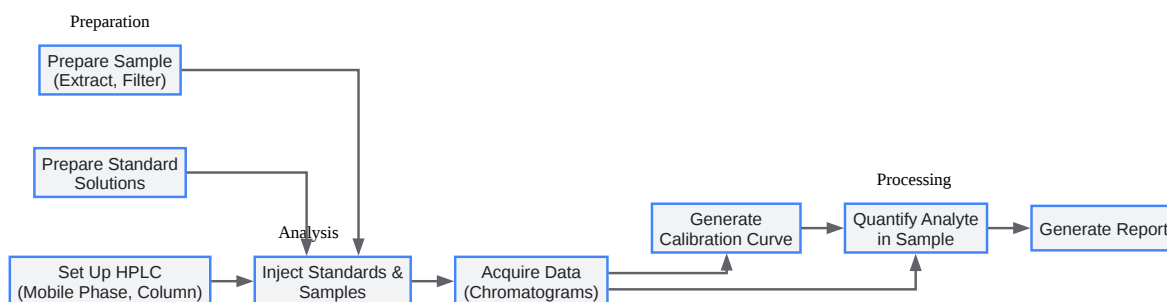 Preparation
Prepare Sample
(Extract, Filter)
Prepare Standard
Solutions
Analysis
Set Up HPLC
(Mobile Phase, Column)
Inject Standards &
Samples
Acquire Data
(Chromatograms)
Generate
Calibration Curve
Processing
Quantify Analyte
in Sample
Generate Report